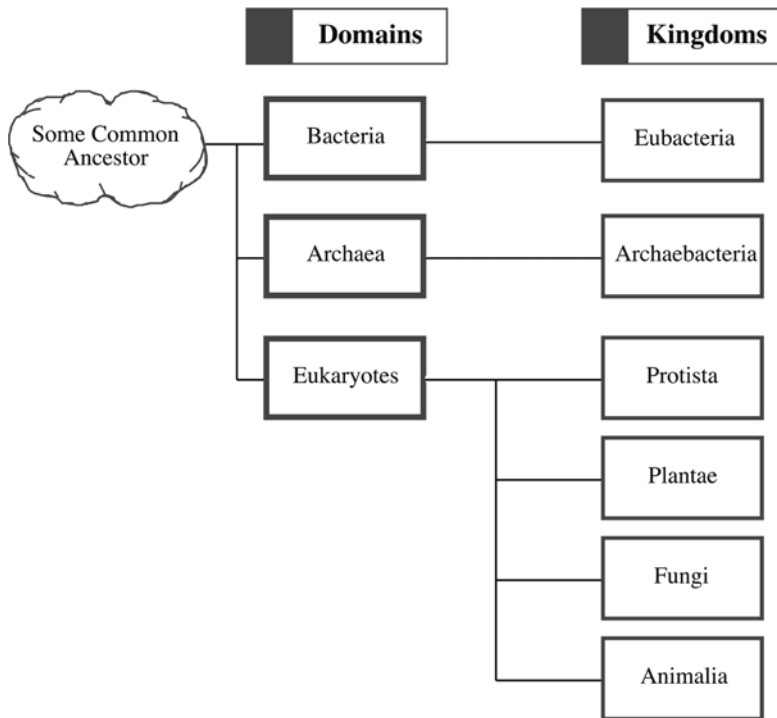 Domains
Kingdoms
Some Common
Ancestor
Bacteria
Eubacteria
Archaea
Archaebacteria
Eukaryotes
Protista
Plantae
Fungi
Animalia